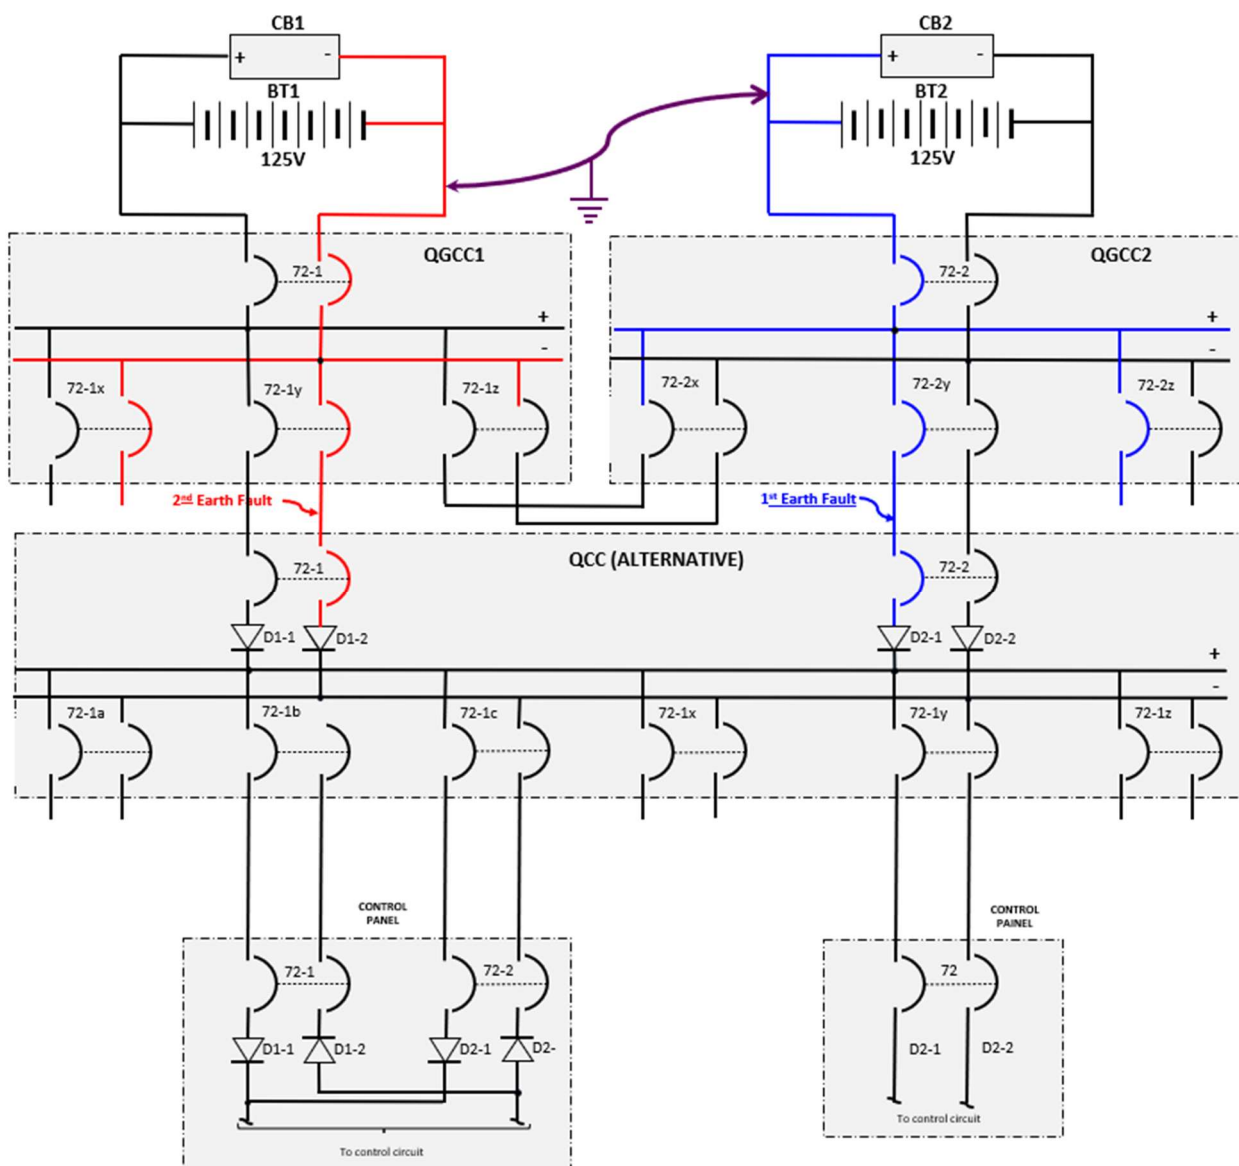 CB1
CB2
+ -
+ -
BT1
BT2
125V
125V
QGCC1
QGCC2
72-1
72-2
+
+
-
-
72-1x
72-1y
72-1z
72-2x
72-2y
72-2z
2nd Earth Fault
1st Earth Fault
QCC (ALTERNATIVE)
72-1
72-2
D1-1
D1-2
D2-1
D2-2
+
-
72-1a
72-1b
72-1c
72-1x
72-1y
72-1z
CONTROL
PANEL
CONTROL
PAINEL
72-1
72-2
72
D1-1
D1-2
D2-1
D2-
D2-1
D2-2
To control circuit
To control circuit